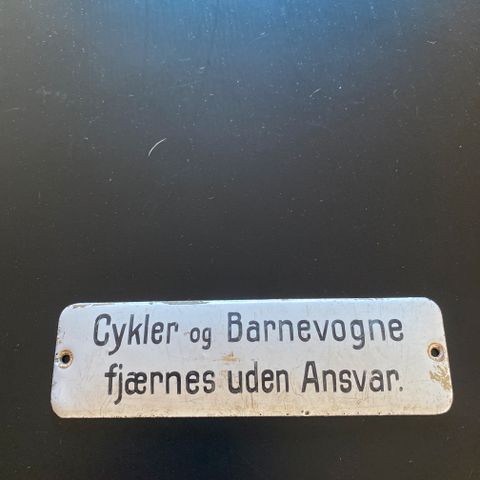 Cykler og Barnevogne
fjærnes uden Ansvar.